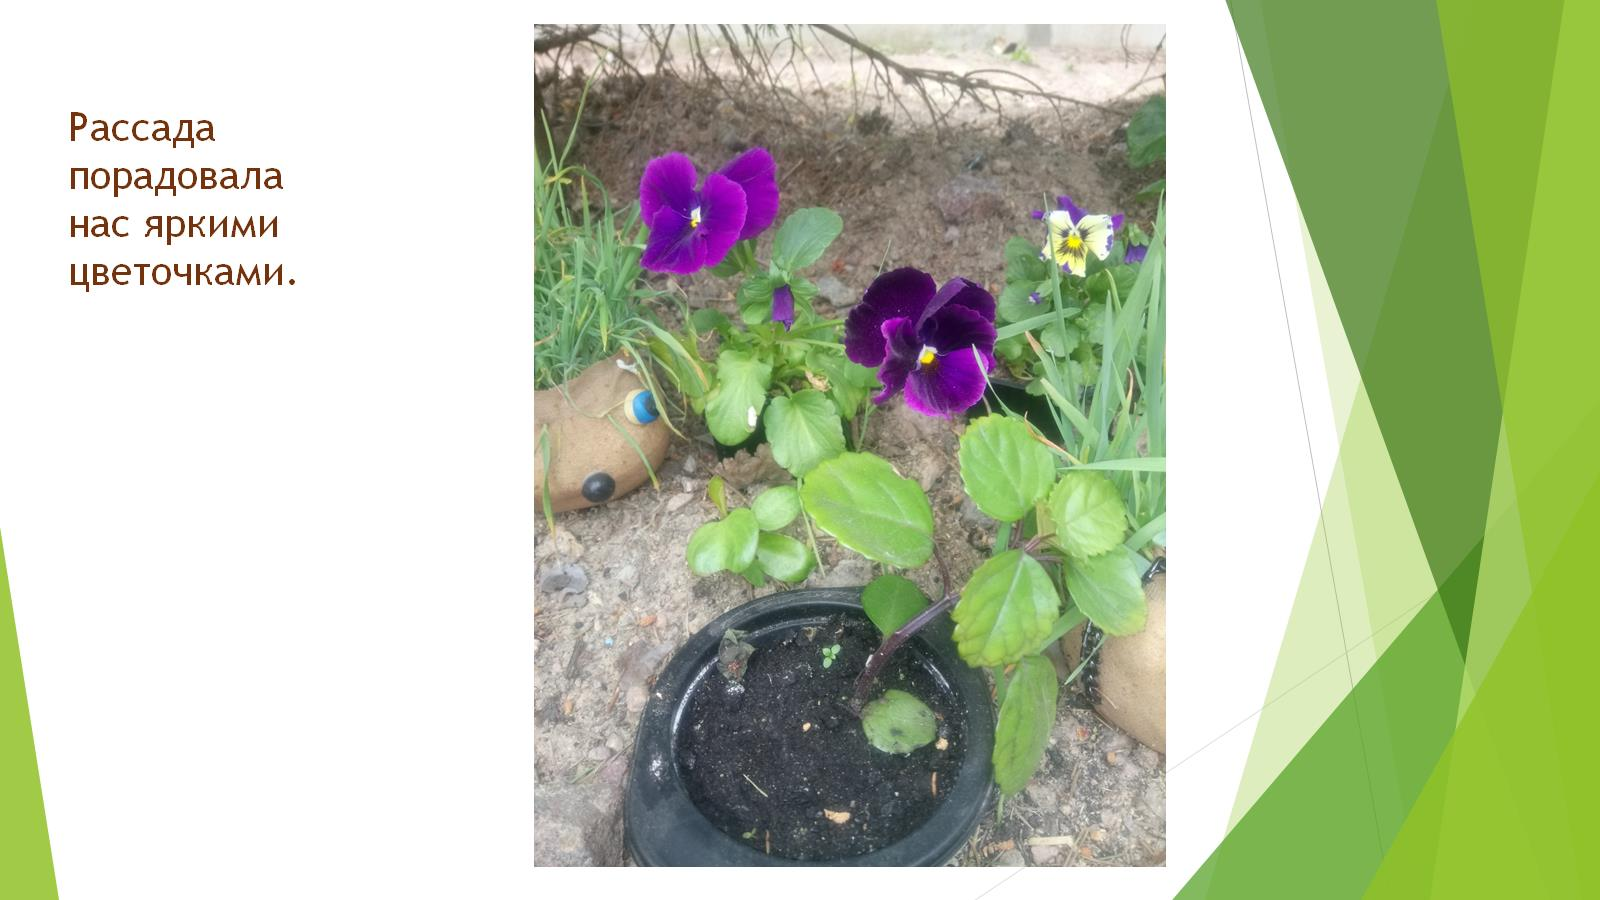 Рассада
порадовала
нас яркими
цветочками.